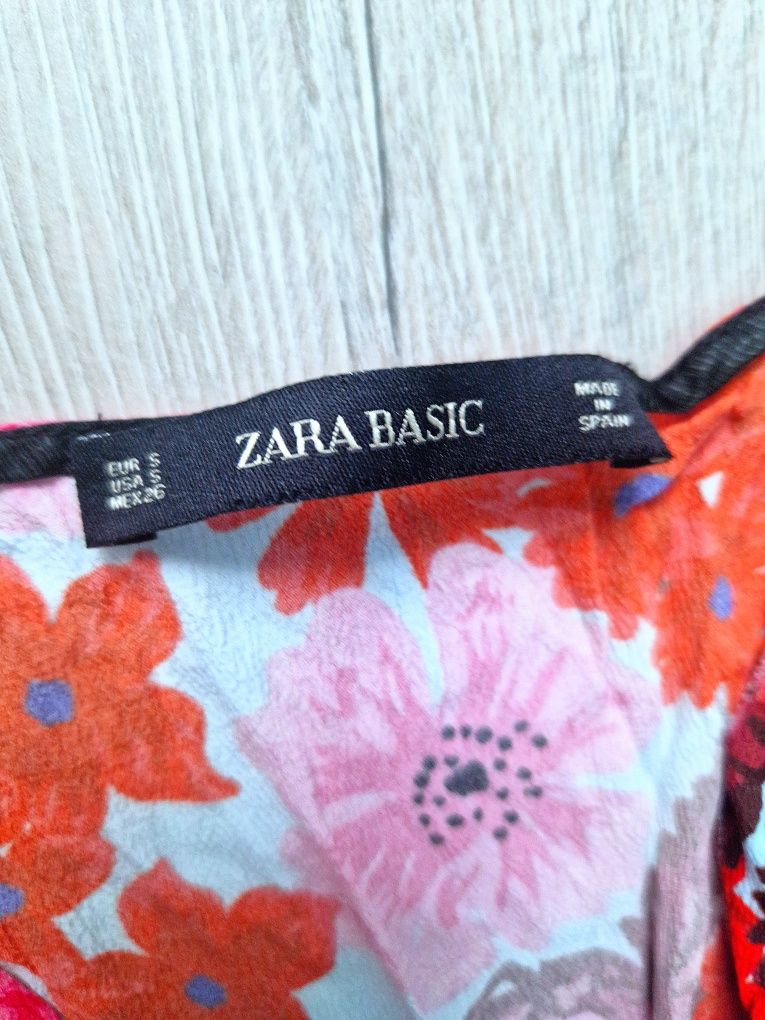 EUR S
USA S
MEX 26
ZARA BASIC
MADE
IN
SPAIN